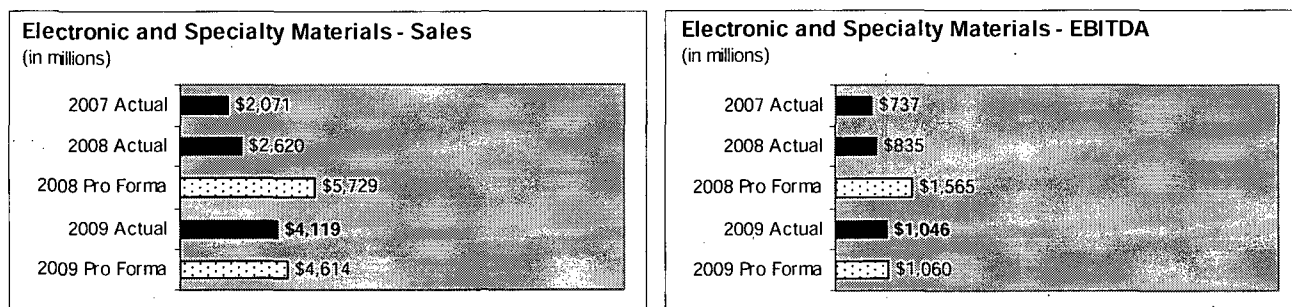 Electronic and Specialty Materials - Sales
(in millions)
2007 Actual $2,071
2008 Actual $2,620
2008 Pro Forma $5,729
2009 Actual $4,119
2009 Pro Forma $4,614
Electronic and Specialty Materials - EBITDA
(in millions)
2007 Actual $737
2008 Actual $835
2008 Pro Forma $1,565
2009 Actual $1,046
2009 Pro Forma $1,060